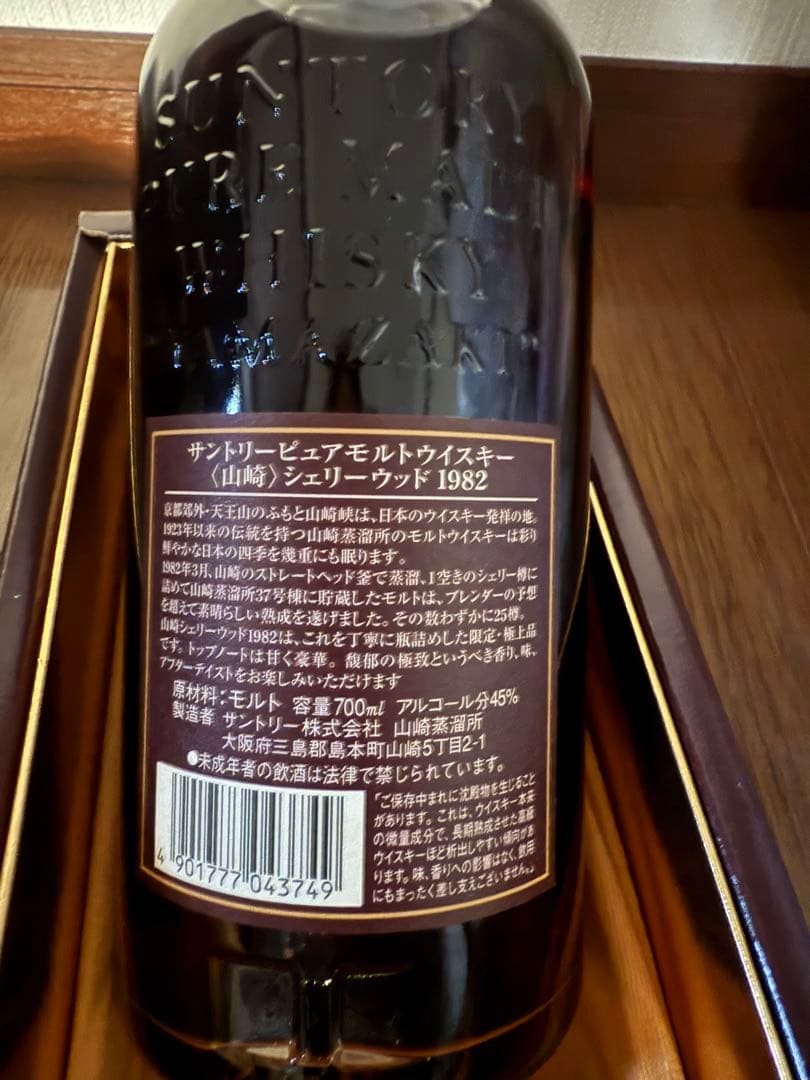 SUNTORY
PURE MALT
WHISKY
"YAMAZAKI"
サントリーピュアモルトウイスキー
〈山崎〉シェリーウッド 1982
京都郊外・天王山のふもと山崎峡は、日本のウイスキー発祥の地。
1923年以来の伝統を持つ山崎蒸溜所のモルトウイスキーは彩り
鮮やかな日本の四季を幾重にも眠ります。
1982年3月、山崎のストレートヘッド釜で蒸溜、1空きのシェリー樽に
詰めて山崎蒸溜所37号棟に貯蔵したモルトは、ブレンダーの予想
を超えて素晴らしい熟成を遂げました。その数わずかに25樽。
山崎シェリーウッド1982は、これを丁寧に瓶詰めした限定・極上品
です。トップノートは甘く豪華。馥郁の極致というべき香り、味、
アフターテイストをお楽しみいただけます
原材料:モルト 容量700ml アルコール分45%
製造者 サントリー株式会社 山崎蒸溜所
大阪府三島郡島本町山崎5丁目2-1
●未成年者の飲酒は法律で禁じられています。
4 901777 043749
「ご保存中まれに沈殿物を生じること
があります。これは、ウイスキー本来
の微量成分で、長期熟成させた高級
ウイスキーほど析出しやすい傾向があ
ります。味、香りへの影響はなく、飲用
にもまったく差し支えございません。」